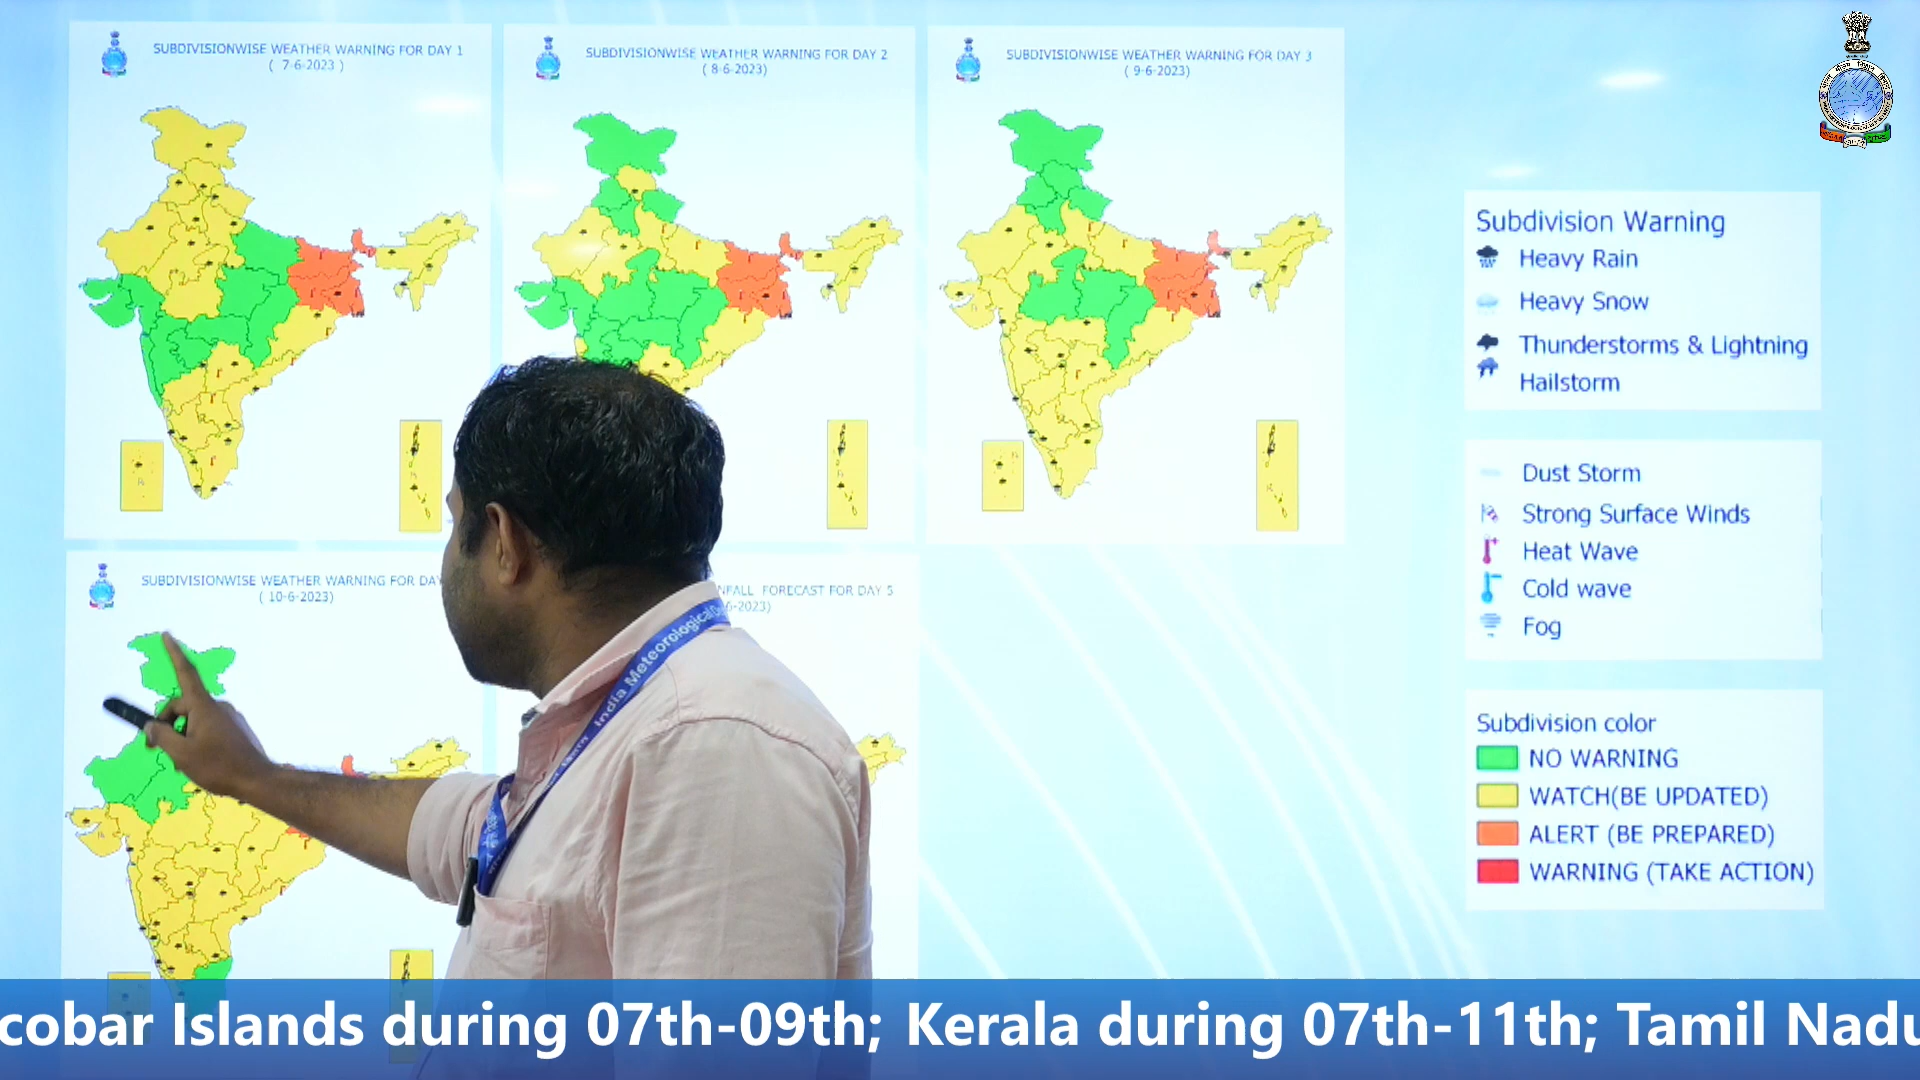 SUBDIVISIONWISE WEATHER WARNING FOR DAY 1
( 7-6-2023 )
SUBDIVISIONWISE WEATHER WARNING FOR DAY 2
( 8-6-2023)
SUBDIVISIONWISE WEATHER WARNING FOR DAY 3
( 9-6-2023)
SUBDIVISIONWISE WEATHER WARNING FOR DAY
( 10-6-2023)
FORECAST FOR DAY 5
-2023)
India Meteorological
Subdivision Warning
Heavy Rain
Heavy Snow
Thunderstorms & Lightning
Hailstorm
Dust Storm
Strong Surface Winds
Heat Wave
Cold wave
Fog
Subdivision color
NO WARNING
WATCH(BE UPDATED)
ALERT (BE PREPARED)
WARNING (TAKE ACTION)
cobar Islands during 07th-09th; Kerala during 07th-11th; Tamil Nadu